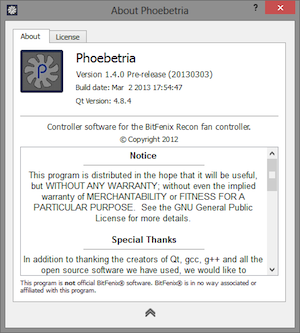 About Phoebetria
?
About
License
P
Phoebetria
Version 1.4.0 Pre-release (20130303)
Build date: Mar 2 2013 17:54:47
Qt Version: 4.8.4
Controller software for the BitFenix Recon fan controller.
© Copyright 2012
Notice
This program is distributed in the hope that it will be useful,
but WITHOUT ANY WARRANTY; without even the implied
warranty of MERCHANTABILITY or FITNESS FOR A
PARTICULAR PURPOSE. See the GNU General Public
License for more details.
Special Thanks
In addition to thanking the creators of Qt, gcc, g++ and all the
open source software we have used, we would like to
This program is not official BitFenix® software. BitFenix® is in no way associated or
affiliated with this program.